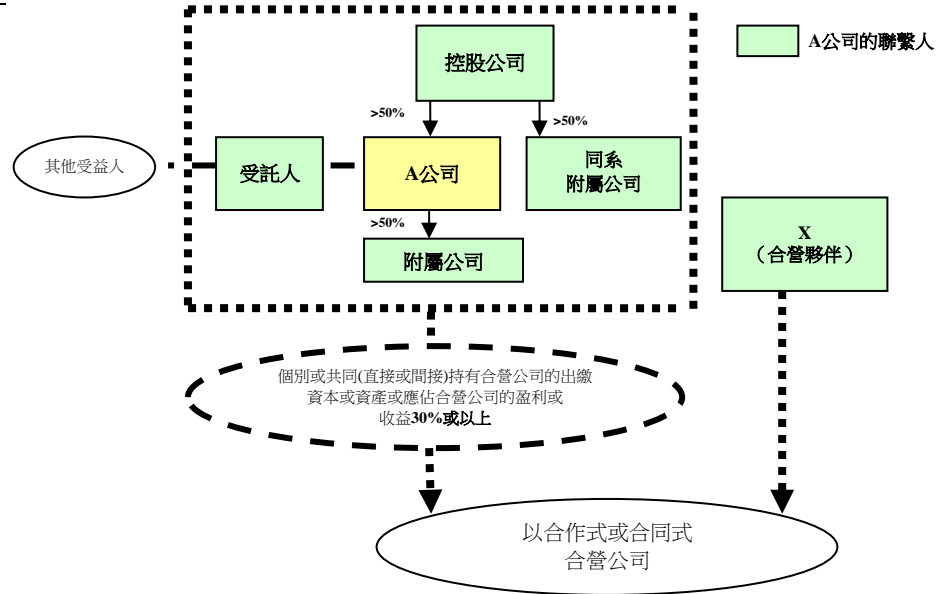 控股公司
A公司的聯繫人
>50%
>50%
其他受益人
受託人
A公司
同系
附屬公司
>50%
附屬公司
X
（合營夥伴）
個別或共同(直接或間接)持有合營公司的出繳
資本或資產或應佔合營公司的盈利或
收益30%或以上
以合作式或合同式
合營公司